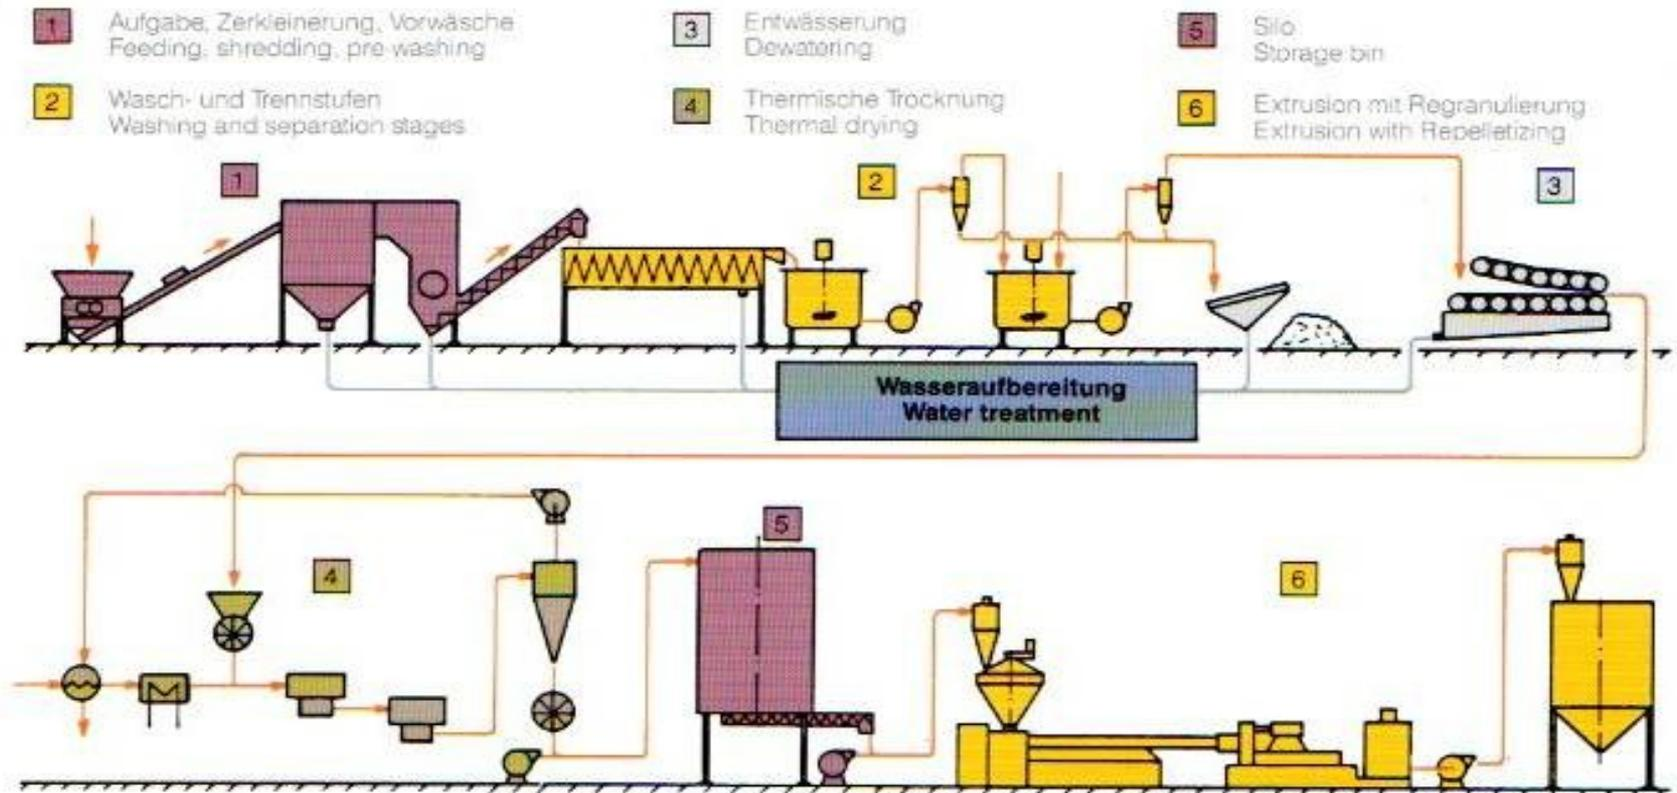 1 Aufgabe, Zerkleinerung, Vorwäsche
Feeding, shredding, pre washing
2 Wasch- und Trennstufen
Washing and separation stages
3 Entwässerung
Dewatering
4 Thermische Trocknung
Thermal drying
5 Silo
Storage bin
6 Extrusion mit Regranulierung
Extrusion with Repelletizing
1
2
3
Wasseraufbereitung
Water treatment
4
5
6